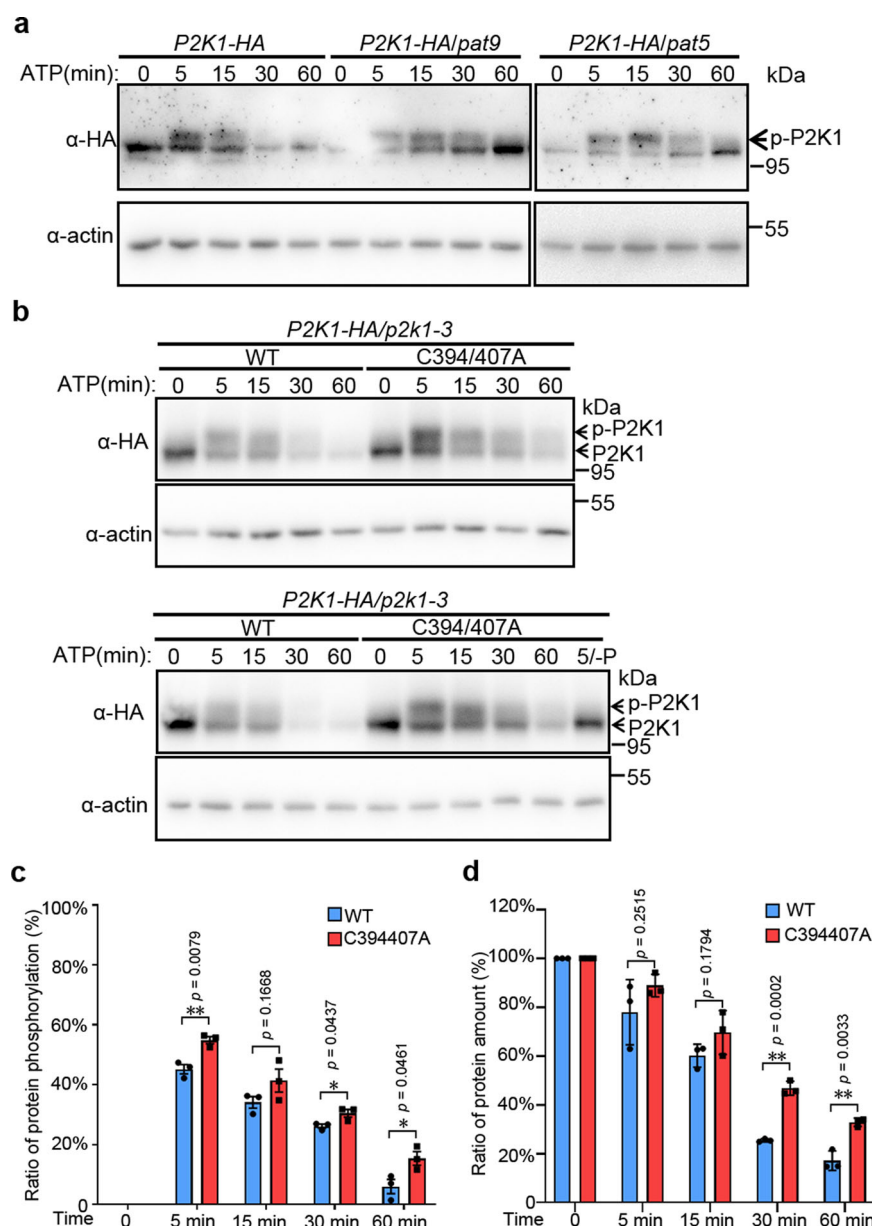 a
P2K1-HA P2K1-HA/pat9 P2K1-HA/pat5
ATP(min): 0 5 15 30 60 0 5 15 30 60 0 5 15 30 60 kDa
α-HA p-P2K1
95
α-actin 55
b
P2K1-HA/p2k1-3
WT C394/407A
ATP(min): 0 5 15 30 60 0 5 15 30 60
kDa
α-HA p-P2K1
P2K1
95
55
α-actin
P2K1-HA/p2k1-3
WT C394/407A
ATP(min): 0 5 15 30 60 0 5 15 30 60 5/-P
kDa
α-HA p-P2K1
P2K1
95
55
α-actin
c
Ratio of protein phosphorylation (%)
100%
80%
60%
40%
20%
0
WT
C394407A
** p = 0.0079
p = 0.1668
* p = 0.0437
* p = 0.0461
Time 0 5 min 15 min 30 min 60 min
d
Ratio of protein amount (%)
120%
100%
80%
60%
40%
20%
0
WT
C394407A
p = 0.2515
p = 0.1794
** p = 0.0002
** p = 0.0033
Time 0 5 min 15 min 30 min 60 min